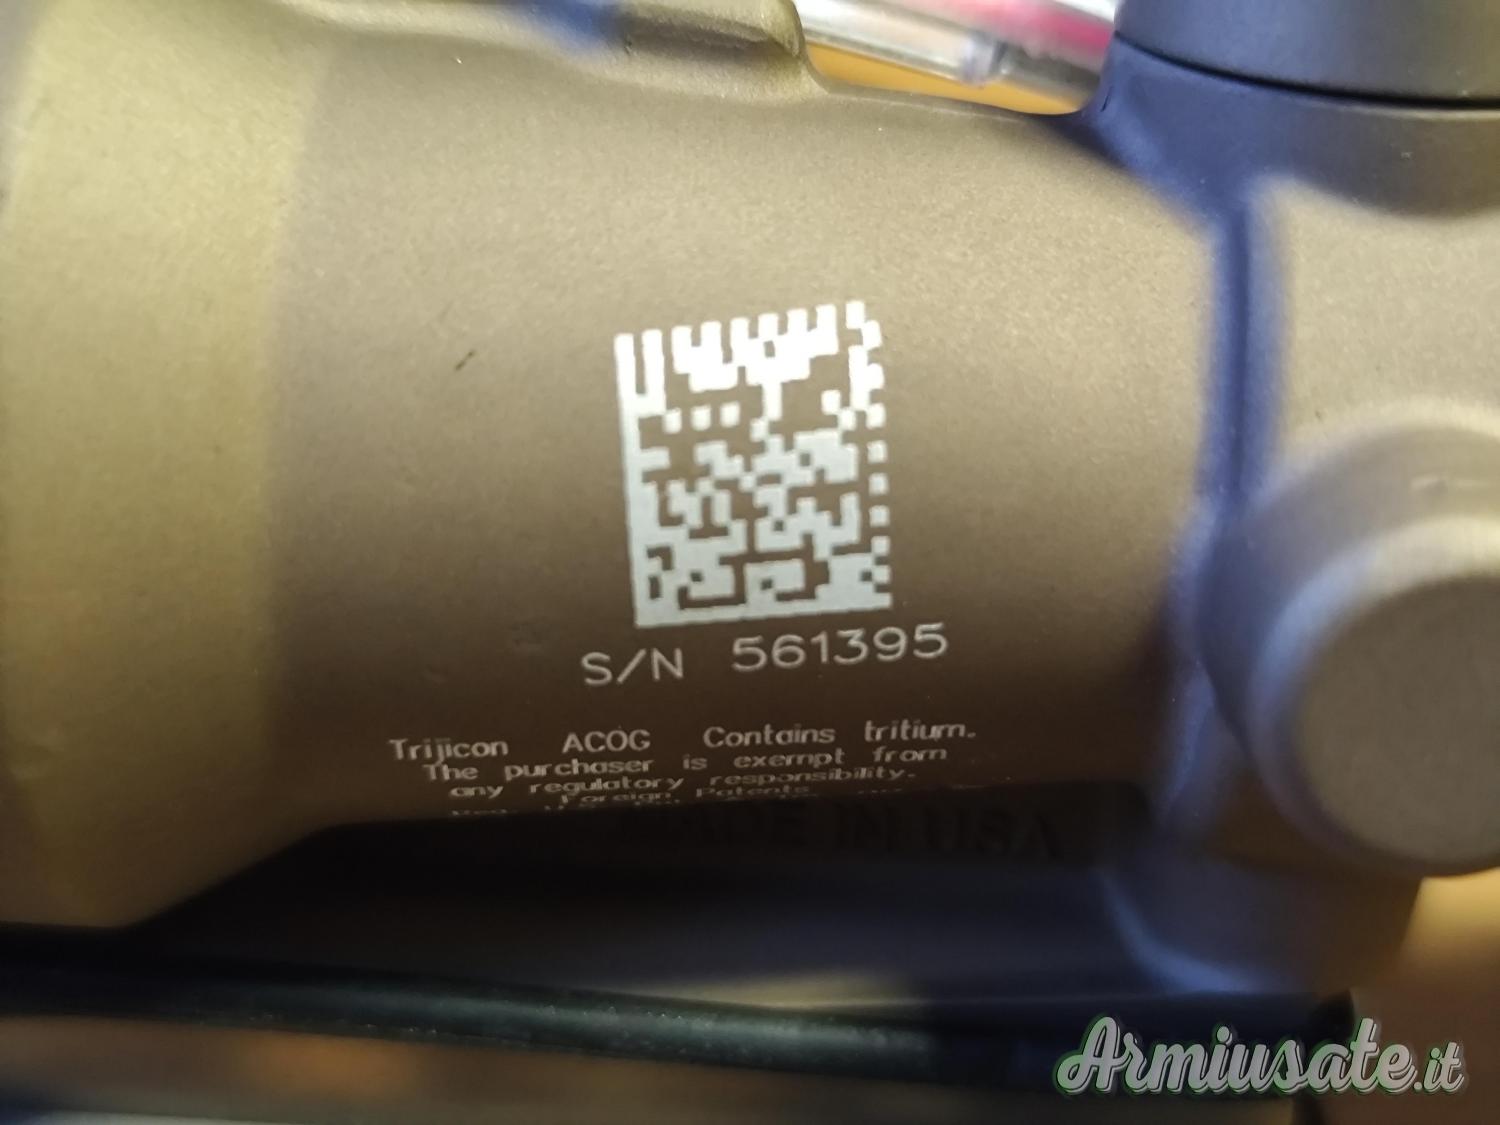 S/N 561395
Trijicon ACOG Contains tritium.
The purchaser is exempt from
any regulatory responsibility.
Foreign Patents
MADE IN USA
Armiusate.it